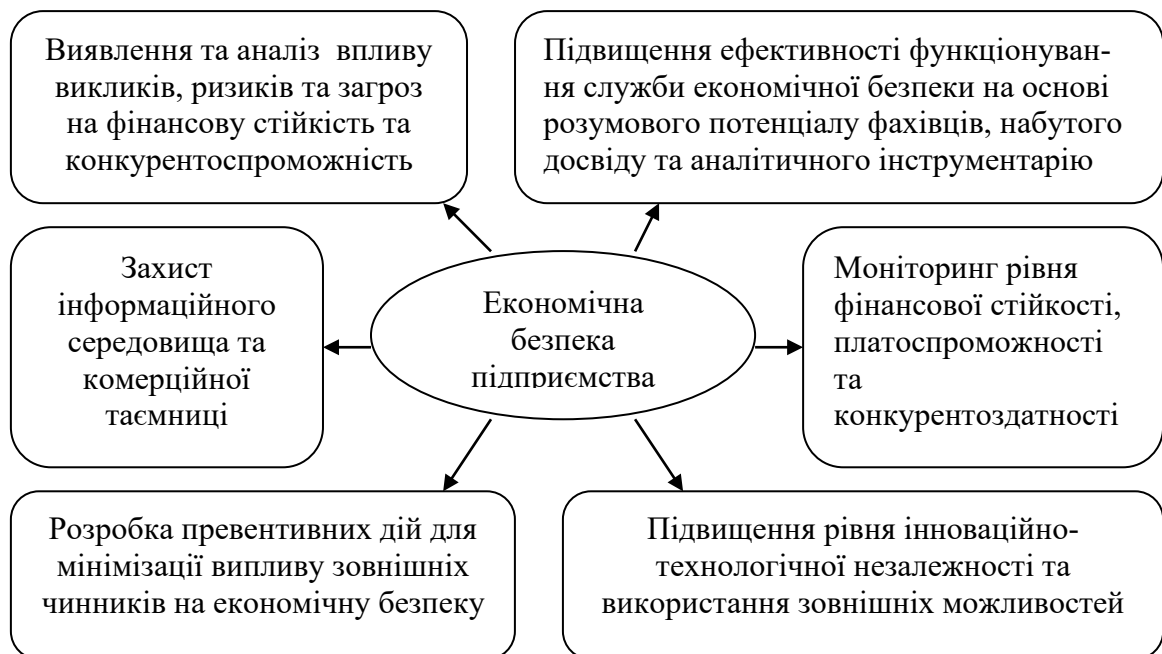 Виявлення та аналіз впливу
викликів, ризиків та загроз
на фінансову стійкість та
конкурентоспроможність
Підвищення ефективності функціонуван-
ня служби економічної безпеки на основі
розумового потенціалу фахівців, набутого
досвіду та аналітичного інструментарію
Захист
інформаційного
середовища та
комерційної
таємниці
Економічна
безпека
підприємства
Моніторинг рівня
фінансової стійкості,
платоспроможності
та
конкурентоздатності
Розробка превентивних дій для
мінімізації випливу зовнішніх
чинників на економічну безпеку
Підвищення рівня інноваційно-
технологічної незалежності та
використання зовнішніх можливостей